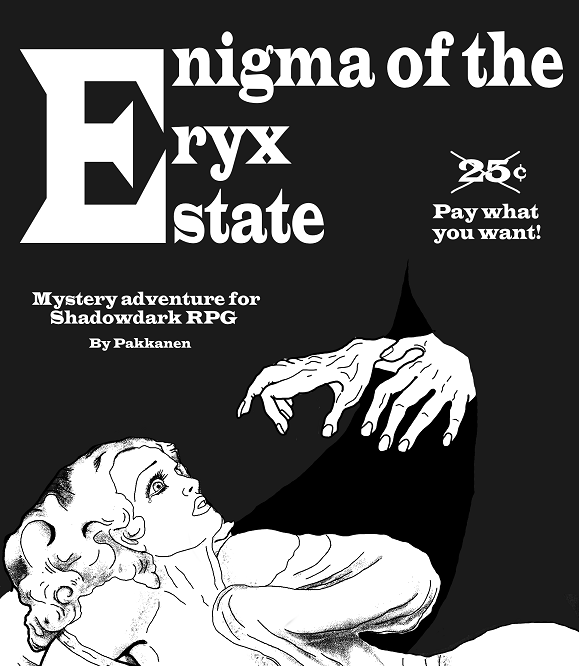 Enigma of the
Eryx
Estate
25¢
Pay what
you want!
Mystery adventure for
Shadowdark RPG
By Pakkanen